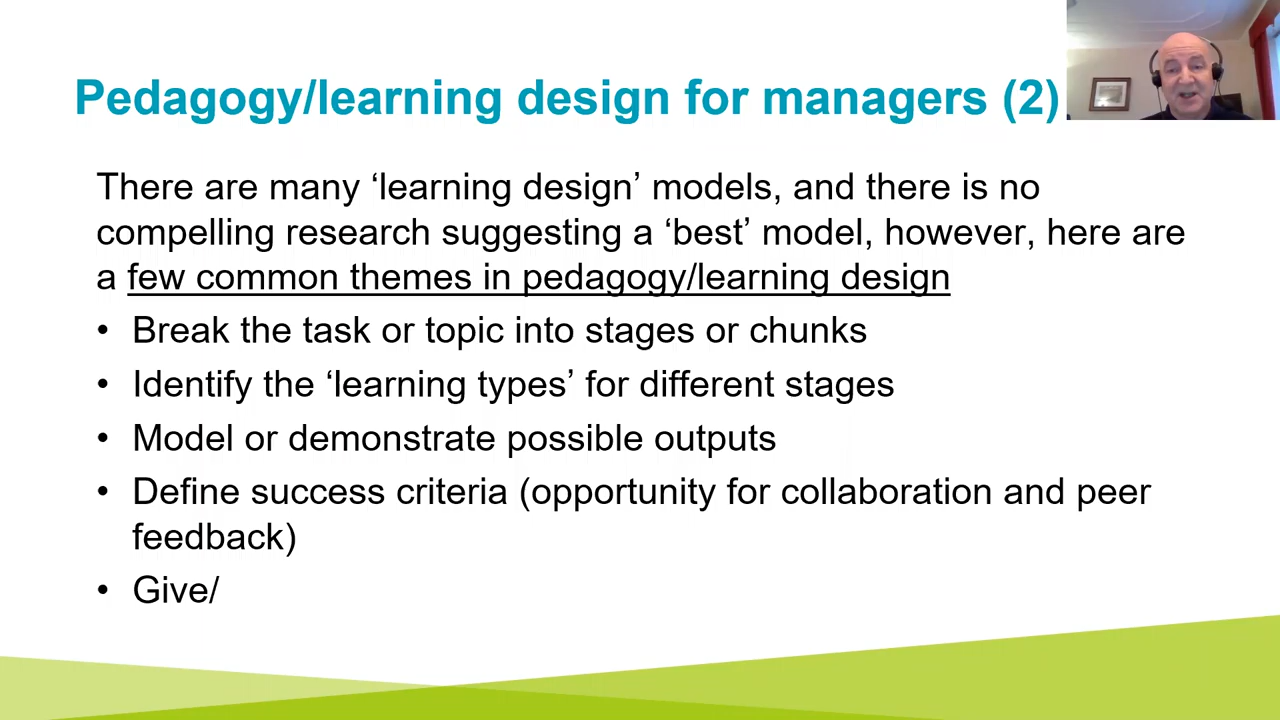 Pedagogy/learning design for managers (2)
There are many ‘learning design’ models, and there is no
compelling research suggesting a ‘best’ model, however, here are
a few common themes in pedagogy/learning design
• Break the task or topic into stages or chunks
• Identify the ‘learning types’ for different stages
• Model or demonstrate possible outputs
• Define success criteria (opportunity for collaboration and peer
feedback)
• Give/